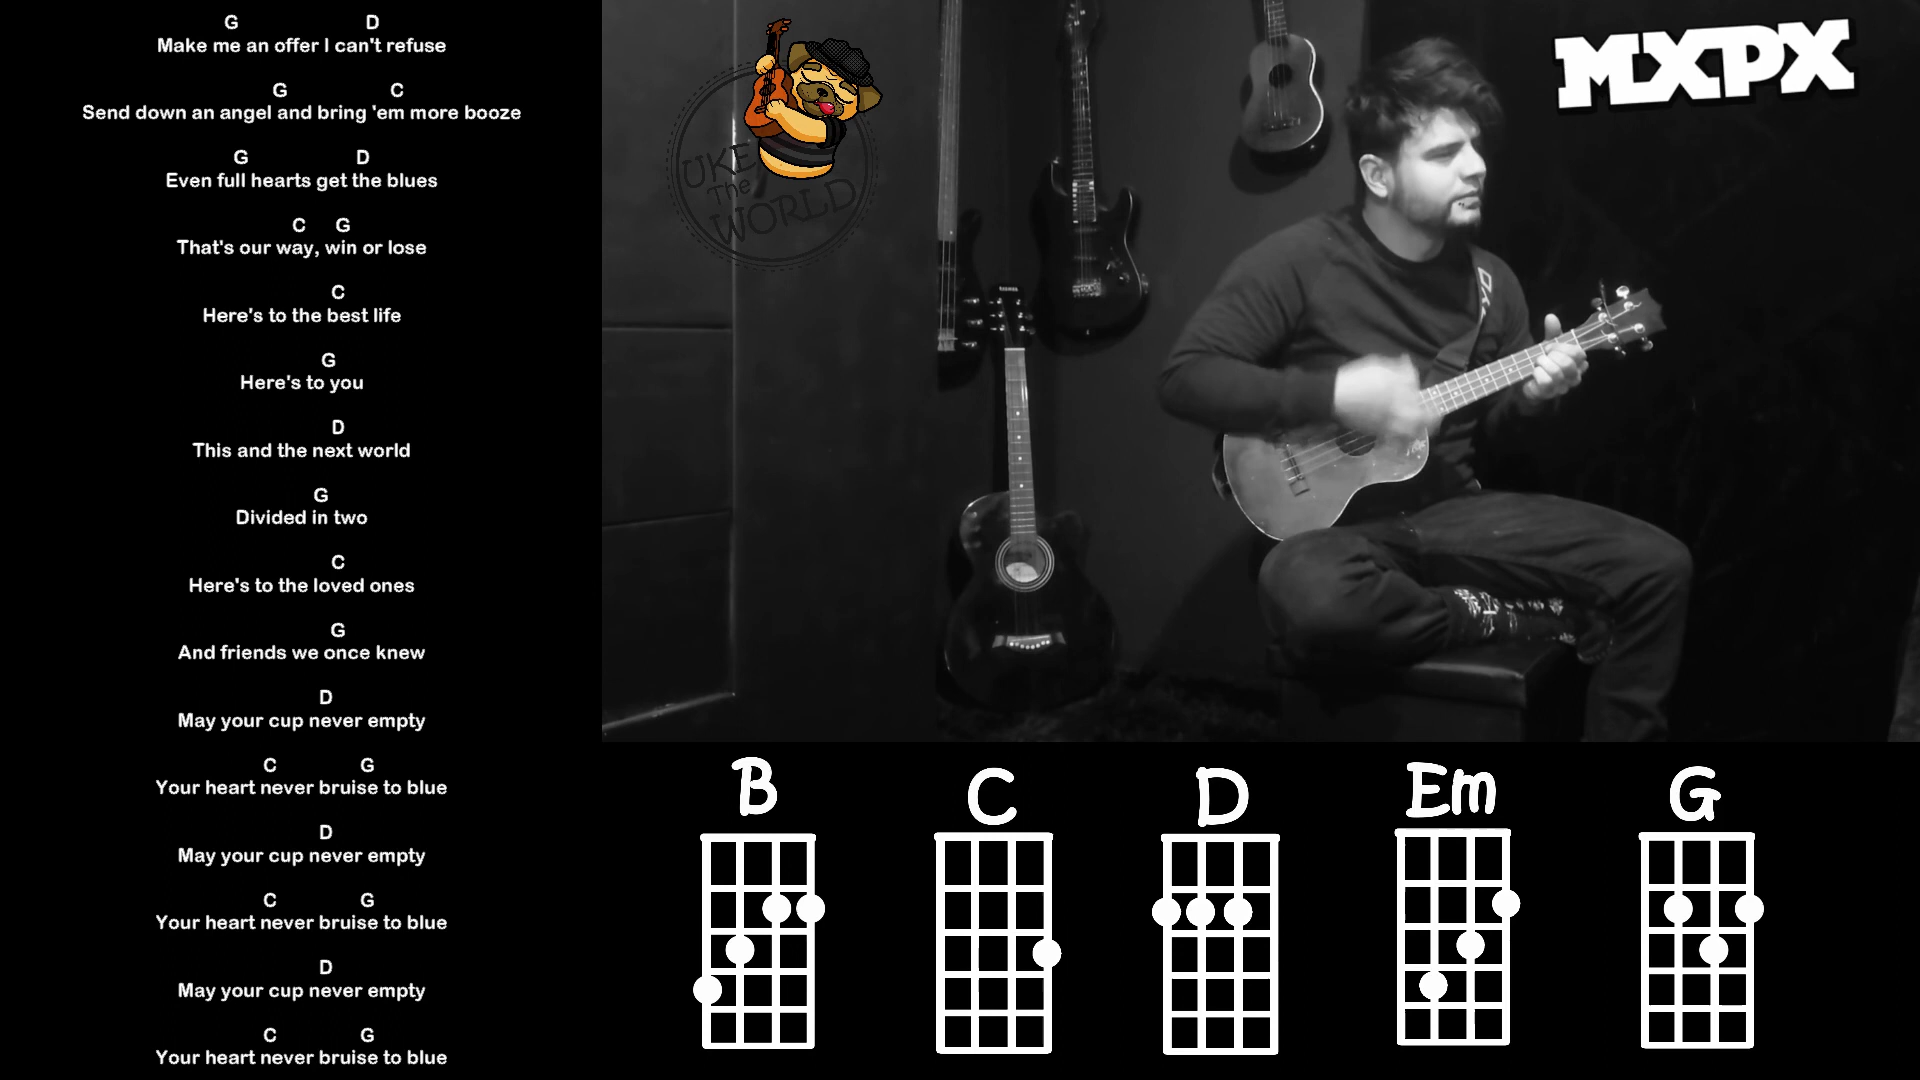 G D
Make me an offer I can't refuse
G C
Send down an angel and bring 'em more booze
G D
Even full hearts get the blues
C G
That's our way, win or lose
C
Here's to the best life
G
Here's to you
D
This and the next world
G
Divided in two
C
Here's to the loved ones
G
And friends we once knew
D
May your cup never empty
C G
Your heart never bruise to blue
D
May your cup never empty
C G
Your heart never bruise to blue
D
May your cup never empty
C G
Your heart never bruise to blue
UKE
The
WORLD
MXPX
B C D Em G